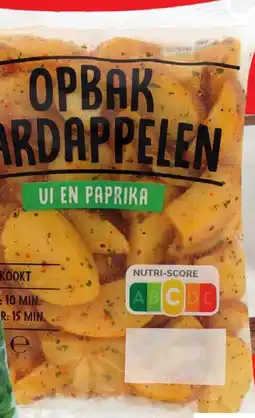 OPBAK
ARDAPPELEN
UI EN PAPRIKA
KOOKT
: 10 MIN.
R: 15 MIN.
e
NUTRI-SCORE
A B C D E